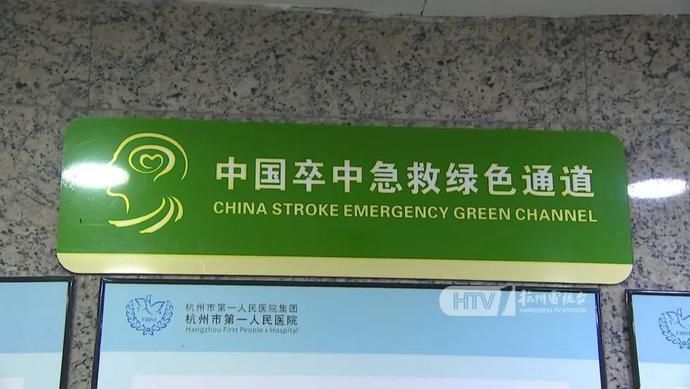 中国卒中急救绿色通道
CHINA STROKE EMERGENCY GREEN CHANNEL
杭州市第一人民医院集团
杭州市第一人民医院
Hangzhou First People's Hospital
FIRST
HTV1 杭州电视台
HANGZHOU TV STATION